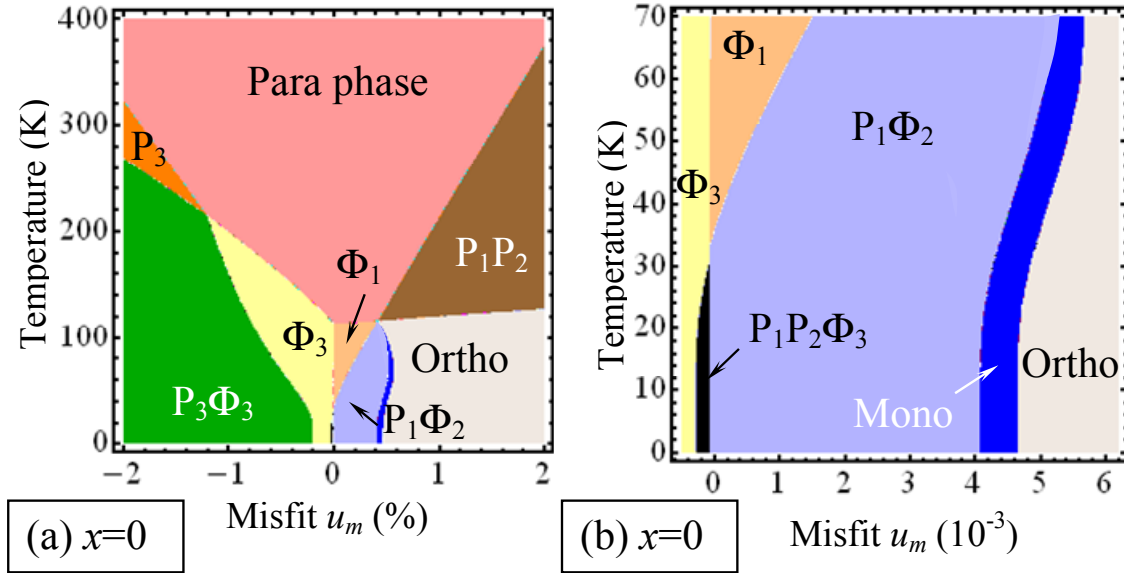 400
300
200
100
0
Temperature (K)
Para phase
P₃
P₁P₂
Φ₁
Φ₃
Ortho
P₃Φ₃
P₁Φ₂
−2
−1
0
1
2
Misfit uₘ (%)
(a) x=0
70
60
50
40
30
20
10
0
Temperature (K)
Φ₁
P₁Φ₂
Φ₃
P₁P₂Φ₃
Ortho
Mono
0
1
2
3
4
5
6
Misfit uₘ (10⁻³)
(b) x=0